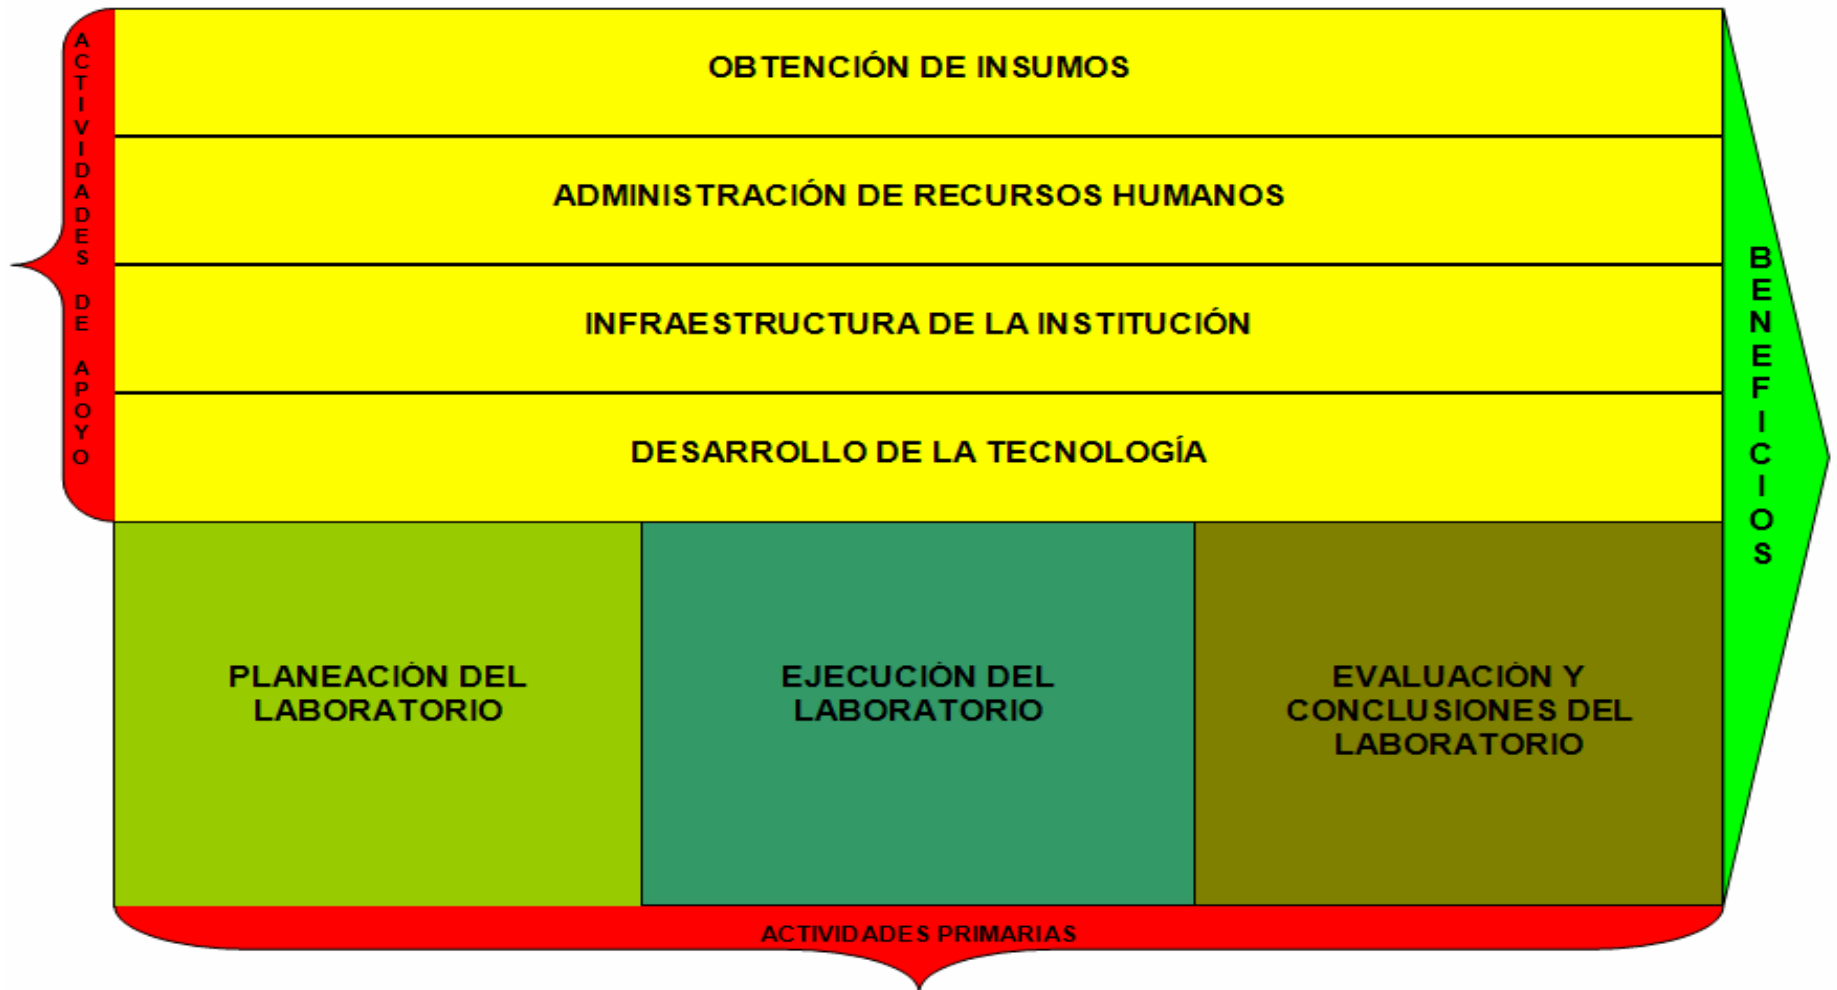 ACTIVIDADES DE APOYO
OBTENCIÓN DE INSUMOS
ADMINISTRACIÓN DE RECURSOS HUMANOS
INFRAESTRUCTURA DE LA INSTITUCIÓN
DESARROLLO DE LA TECNOLOGÍA
BENEFICIOS
PLANEACIÓN DEL
LABORATORIO
EJECUCIÓN DEL
LABORATORIO
EVALUACIÓN Y
CONCLUSIONES DEL
LABORATORIO
ACTIVIDADES PRIMARIAS